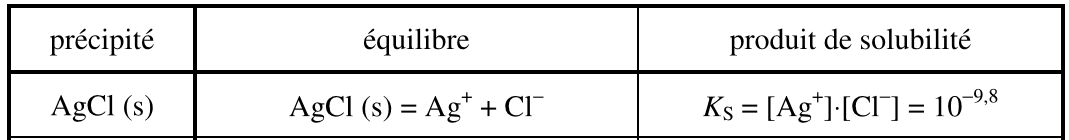 précipité équilibre produit de solubilité
AgCl (s) AgCl (s) = Ag⁺ + Cl⁻ K_S = [Ag⁺]·[Cl⁻] = 10⁻⁹,⁸